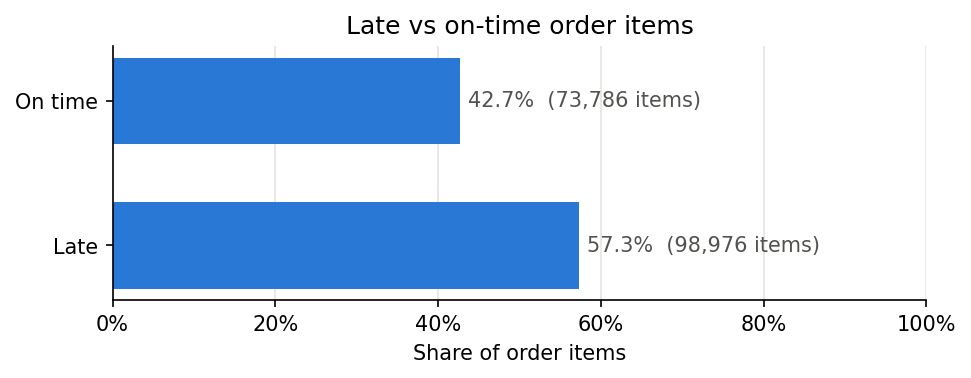 Late vs on-time order items
On time
42.7%  (73,786 items)
Late
57.3%  (98,976 items)
0% 20% 40% 60% 80% 100%
Share of order items